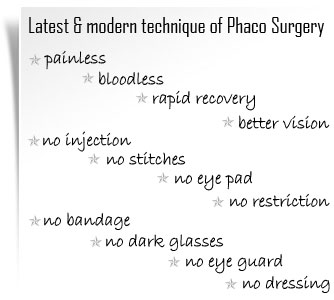 Latest & modern technique of Phaco Surgery
painless
bloodless
rapid recovery
better vision
no injection
no stitches
no eye pad
no restriction
no bandage
no dark glasses
no eye guard
no dressing